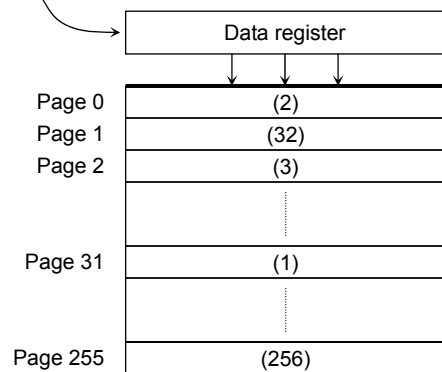 Data register
Page 0 (2)
Page 1 (32)
Page 2 (3)
Page 31 (1)
Page 255 (256)